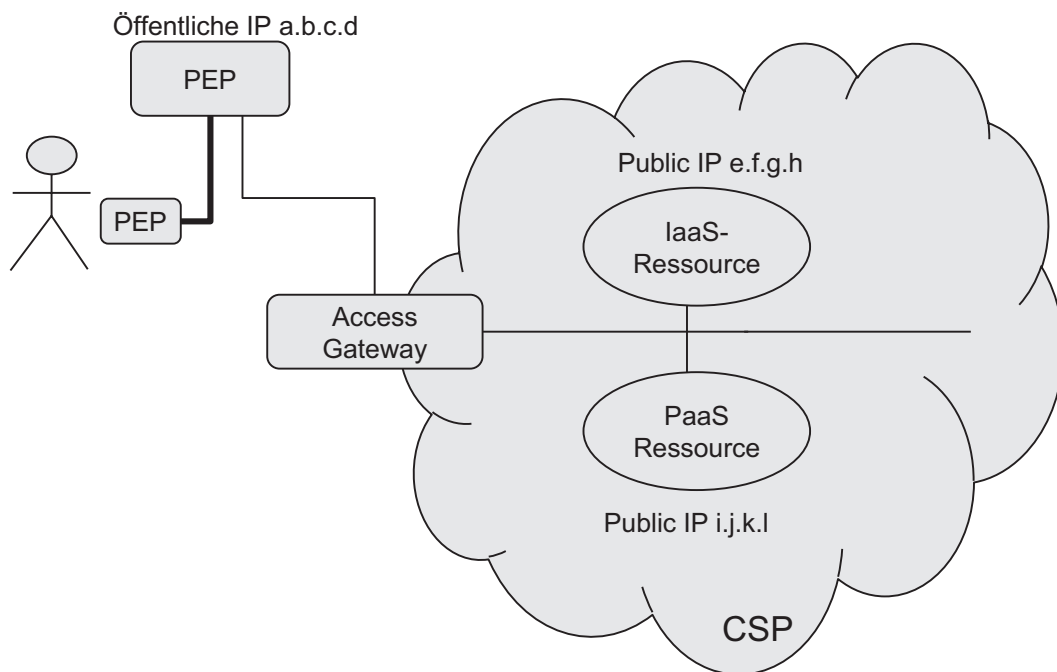 Öffentliche IP a.b.c.d
PEP
PEP
Public IP e.f.g.h
IaaS-
Ressource
Access
Gateway
PaaS
Ressource
Public IP i.j.k.l
CSP